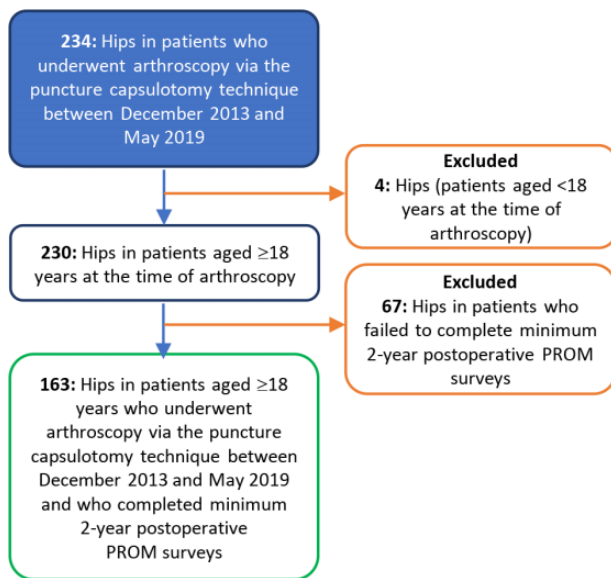 234: Hips in patients who
underwent arthroscopy via the
puncture capsulotomy technique
between December 2013 and
May 2019
Excluded
4: Hips (patients aged <18
years at the time of
arthroscopy)
230: Hips in patients aged ≥18
years at the time of arthroscopy
Excluded
67: Hips in patients who
failed to complete minimum
2-year postoperative PROM
surveys
163: Hips in patients aged ≥18
years who underwent
arthroscopy via the puncture
capsulotomy technique between
December 2013 and May 2019
and who completed minimum
2-year postoperative
PROM surveys